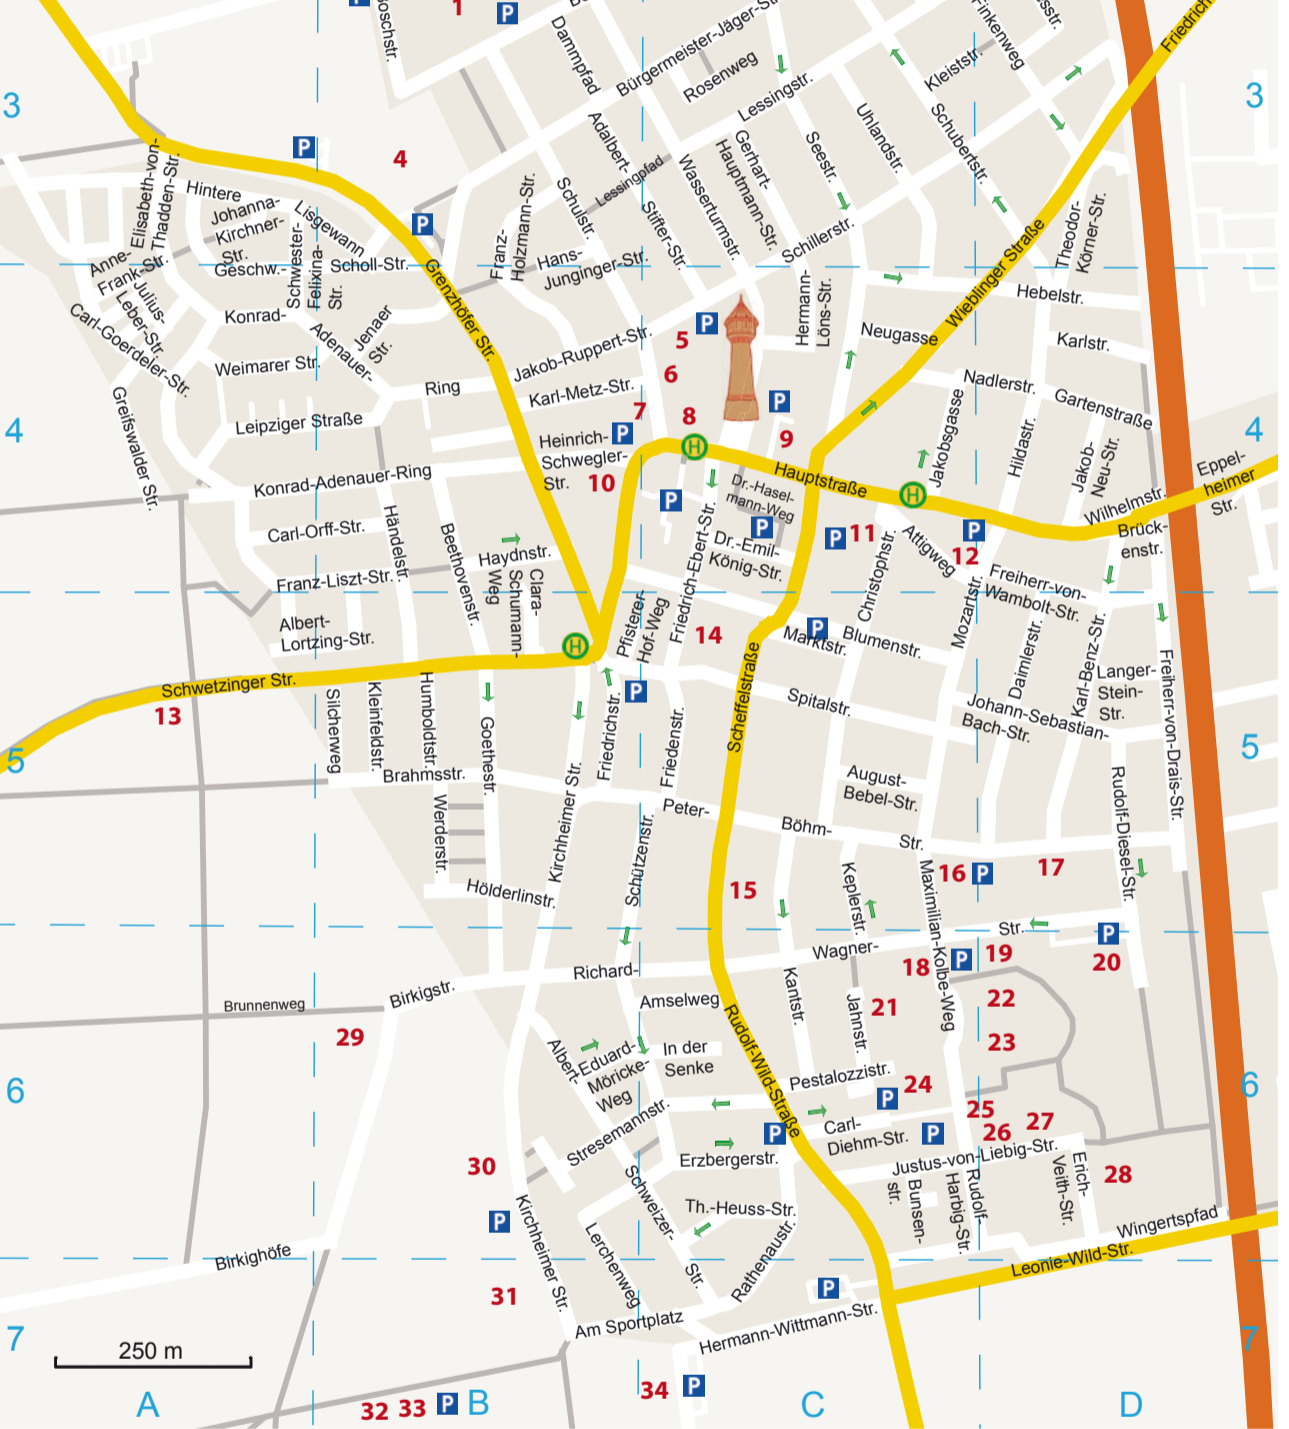 1
P
P
Boschstr.
Dammpfad
Bürgermeister-Jäger-Str.
Rosenweg
Lessingstr.
Finkenweg
Kleiststr.
Friedrich
3
3
P
4
Adalbert-
Stifter-Str.
Lessingpfad
Wasserturmstr.
Gerhart-
Hauptmann-Str.
Seestr.
Uhlandstr.
Schubertstr.
Schulstr.
Elisabeth-von-
Thadden-Str.
Hintere
Lisgewann
Johanna-
Kirchner-
Str.
P
Franz-
Holzmann-Str.
Hans-
Junginger-Str.
Schillerstr.
Theodor-
Körner-Str.
Anne-
Frank-Str.
Geschw.-
Scholl-Str.
Schwester-
Felixina-
Str.
Julius-
Leber-Str.
Carl-Goerdeler-Str.
Grenzhöfer Str.
Hermann-
Löns-Str.
Wieblinger Straße
Hebelstr.
Konrad-
Adenauer-
Ring
Jenaer
Str.
Jakob-Ruppert-Str.
5
P
Neugasse
Karlstr.
Weimarer Str.
Karl-Metz-Str.
6
Nadlerstr.
Gartenstraße
Greifswalder Str.
Leipziger Straße
7
8
P
9
Jakobsgasse
Hildastr.
Jakob-
Neu-Str.
4
4
Heinrich-
Schwegler-
Str.
P
H
10
Hauptstraße
H
Konrad-Adenauer-Ring
Dr.-Hasel-
mann-Weg
Eppel-
heimer
Str.
Wilhelmstr.
Brück-
enstr.
P
P
P
11
P
12
Carl-Orff-Str.
Händelstr.
Beethovenstr.
Haydnstr.
Weg
Clara-
Schumann-
Friedrich-Ebert-Str.
Dr.-Emil-
König-Str.
Christophstr.
Attigweg
Freiherr-von-
Wambolt-Str.
Franz-Liszt-Str.
Albert-
Lortzing-Str.
H
Pfisterer-
Hof-Weg
14
P
Marktstr.
Blumenstr.
Mozartstr.
Daimlerstr.
Karl-Benz-Str.
Langer-
Stein-
Str.
Freiherr-von-Drais-Str.
Schwetzinger Str.
13
Silchenweg
Kleinfeldstr.
Humboldtstr.
Goethestr.
P
Friedrichstr.
Friedenstr.
Scheffelstraße
Spitalstr.
Johann-Sebastian-
Bach-Str.
5
5
Brahmsstr.
August-
Bebel-Str.
Werderstr.
Kirchheimer Str.
Schützenstr.
Peter-
Böhm-
Str.
Rudolf-Diesel-Str.
Hölderlinstr.
15
Keplerstr.
Maximilian-Kolbe-Weg
16
P
17
Wagner-
Str.
P
18
P
19
20
Richard-
Birkigstr.
Brunnenweg
Amselweg
Kantstr.
Jahnstr.
21
22
23
29
Rudolf-Wild-Straße
Albert-
Schweizer-
Str.
Eduard-
Möricke-
Weg
In der
Senke
Pestalozzistr.
24
P
6
6
Stresemannstr.
25
26
27
P
Carl-
Diehm-Str.
P
30
Erzbergerstr.
Justus-von-Liebig-Str.
28
Bunsen-
str.
Rudolf-
Harbig-Str.
Erich-
Veith-Str.
P
Kirchheimer Str.
Lerchenweg
Th.-Heuss-Str.
Rathenaustr.
Wingertspfad
Leonie-Wild-Str.
Birkighöfe
31
P
Am Sportplatz
Hermann-Wittmann-Str.
7
7
250 m
34
P
32
33
P
A
B
C
D